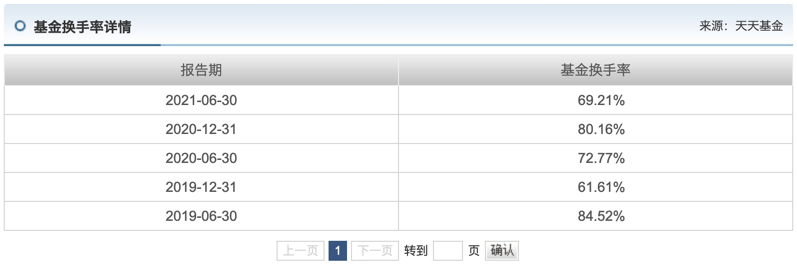 基金换手率详情
来源：天天基金
报告期 基金换手率
2021-06-30 69.21%
2020-12-31 80.16%
2020-06-30 72.77%
2019-12-31 61.61%
2019-06-30 84.52%
上一页 1 下一页 转到 页 确认